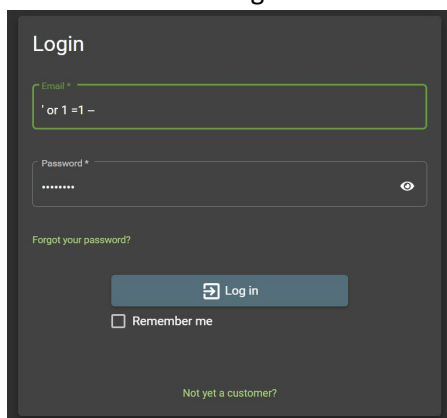 Login
Email *
' or 1 =1 –
Password *
••••••••
Forgot your password?
Log in
Remember me
Not yet a customer?